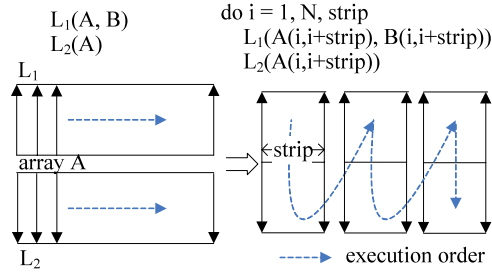 L₁(A, B)
L₂(A)
do i = 1, N, strip
L₁(A(i,i+strip), B(i,i+strip))
L₂(A(i,i+strip))
L₁
array A
L₂
strip
execution order